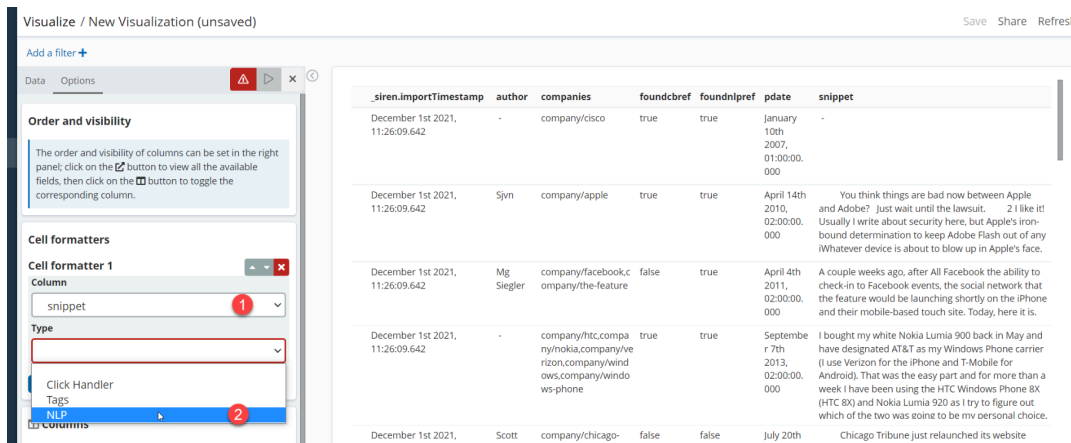 Visualize / New Visualization (unsaved)
Save Share Refresh
Add a filter +
Data Options
Order and visibility
The order and visibility of columns can be set in the right
panel; click on the button to view all the available
fields, then click on the button to toggle the
corresponding column.
Cell formatters
Cell formatter 1
Column
snippet
1
Type
Click Handler
Tags
NLP
2
Columns
_siren.importTimestamp author companies foundcbref foundnlpref pdate snippet
December 1st 2021, - company/cisco true true January -
11:26:09.642 10th
2007,
01:00:00.
000
December 1st 2021, Sjvn company/apple true true April 14th You think things are bad now between Apple
11:26:09.642 2010, and Adobe? Just wait until the lawsuit. 2 I like it!
02:00:00. Usually I write about security here, but Apple's iron-
000 bound determination to keep Adobe Flash out of any
iWhatever device is about to blow up in Apple's face.
December 1st 2021, Mg company/facebook,c false true April 4th A couple weeks ago, after All Facebook the ability to
11:26:09.642 Siegler ompany/the-feature 2011, check-in to Facebook events, the social network that
02:00:00. the feature would be launching shortly on the iPhone
000 and their mobile-based touch site. Today, here it is.
December 1st 2021, - company/htc,compa true true Septembe I bought my white Nokia Lumia 900 back in May and
11:26:09.642 ny/nokia,company/ve r 7th have designated AT&T as my Windows Phone carrier
rizon,company/wind 2013, (I use Verizon for the iPhone and T-Mobile for
ows,company/windo 02:00:00. Android). That was the easy part and for more than a
ws-phone 000 week I have been using the HTC Windows Phone 8X
(HTC 8X) and Nokia Lumia 920 as I try to figure out
which of the two was going to be my personal choice.
December 1st 2021, Scott company/chicago- false false July 20th Chicago Tribune just relaunched its website